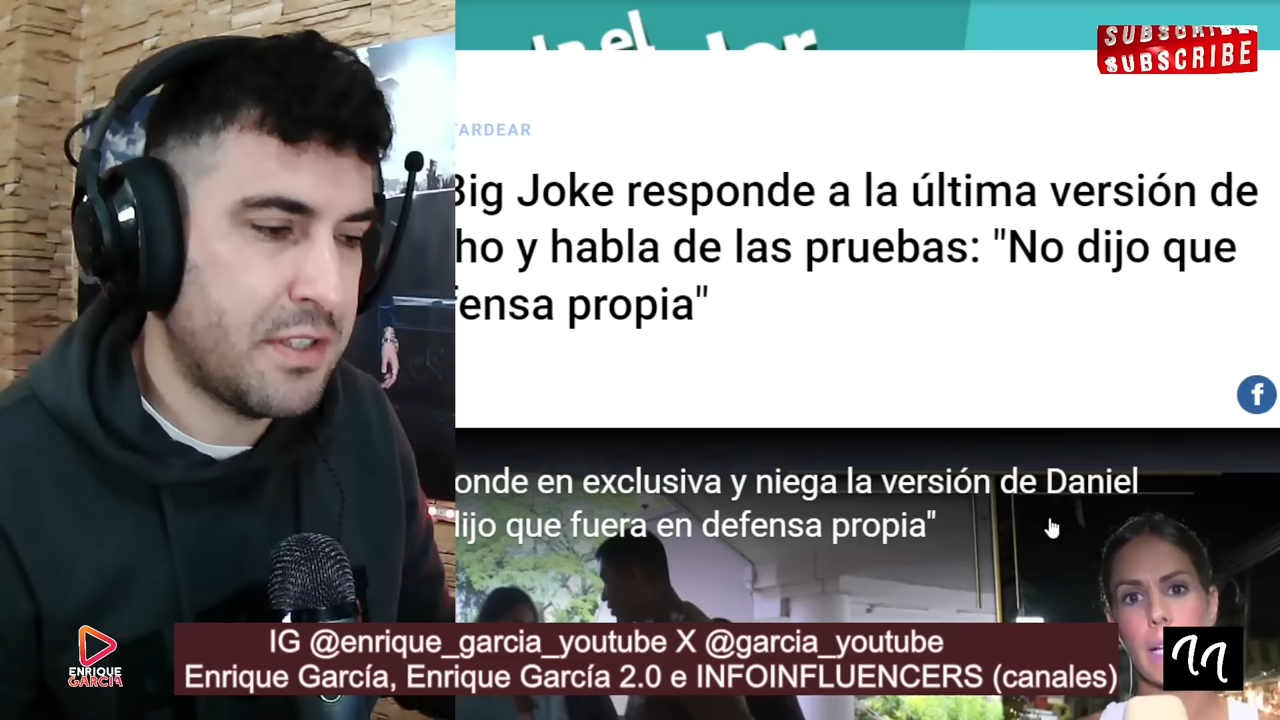 SUBSCRIBE
SUBSCRIBE
TARDEAR
Big Joke responde a la última versión de
ho y habla de las pruebas: "No dijo que
fensa propia"
f
onde en exclusiva y niega la versión de Daniel
dijo que fuera en defensa propia"
IG @enrique_garcia_youtube X @garcia_youtube
Enrique García, Enrique García 2.0 e INFOINFLUENCERS (canales)
ENRIQUE
GARCIA